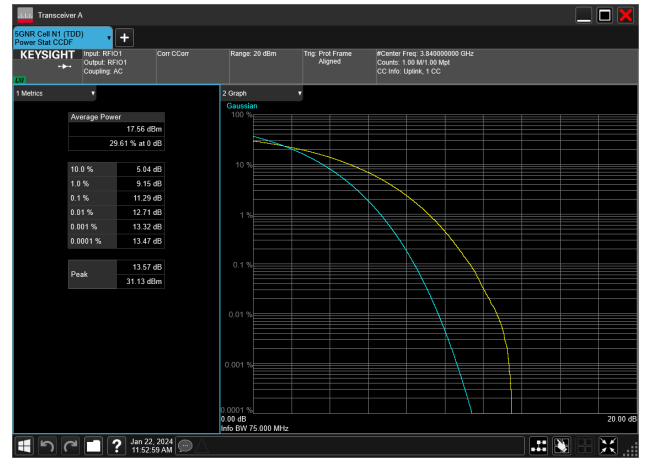 Transceiver A
5GNR Cell N1 (TDD)
Power Stat CCDF
KEYSIGHT
LXI
Input: RFIO1
Output: RFIO1
Coupling: AC
Corr CCorr
Range: 20 dBm
Trig: Prot Frame
Aligned
#Center Freq: 3.840000000 GHz
Counts: 1.00 M/1.00 Mpt
CC Info: Uplink, 1 CC
1 Metrics
Average Power
17.56 dBm
29.61 % at 0 dB
10.0 % 5.04 dB
1.0 % 9.15 dB
0.1 % 11.29 dB
0.01 % 12.71 dB
0.001 % 13.32 dB
0.0001 % 13.47 dB
Peak
13.57 dB
31.13 dBm
2 Graph
Gaussian
100 %
10 %
1 %
0.1 %
0.01 %
0.001 %
0.0001 %
0.00 dB 20.00 dB
Info BW 75.000 MHz
Jan 22, 2024
11:52:59 AM